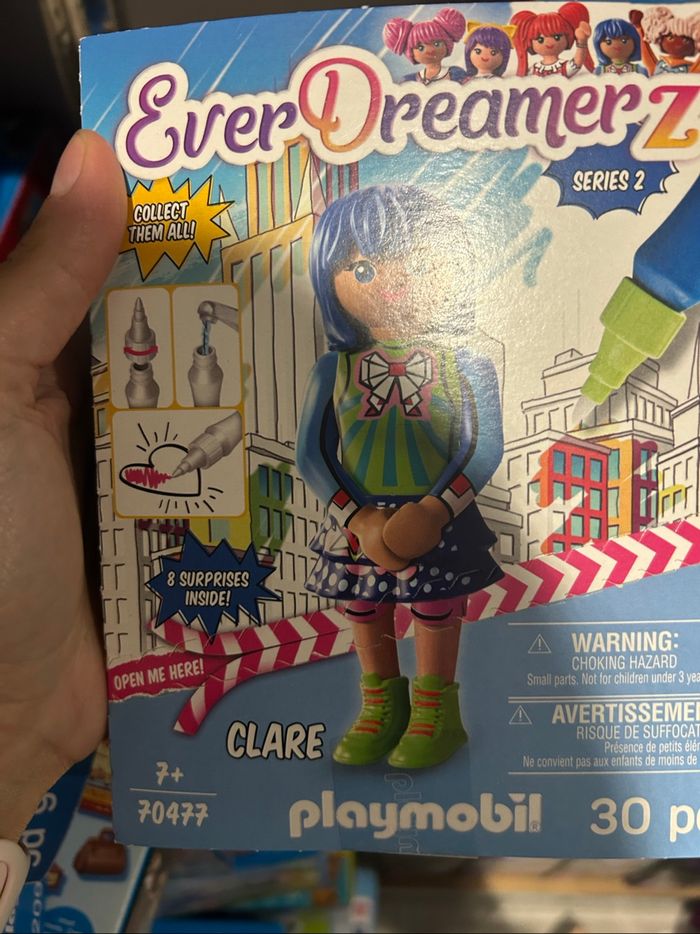 EverDreamerz
SERIES 2
COLLECT
THEM ALL!
8 SURPRISES
INSIDE!
OPEN ME HERE!
WARNING:
CHOKING HAZARD
Small parts. Not for children under 3
AVERTISSEME
RISQUE DE SUFFOCAT
Présence de petits
Ne convient pas aux enfants de moins de
CLARE
7+
70477
playmobil
30